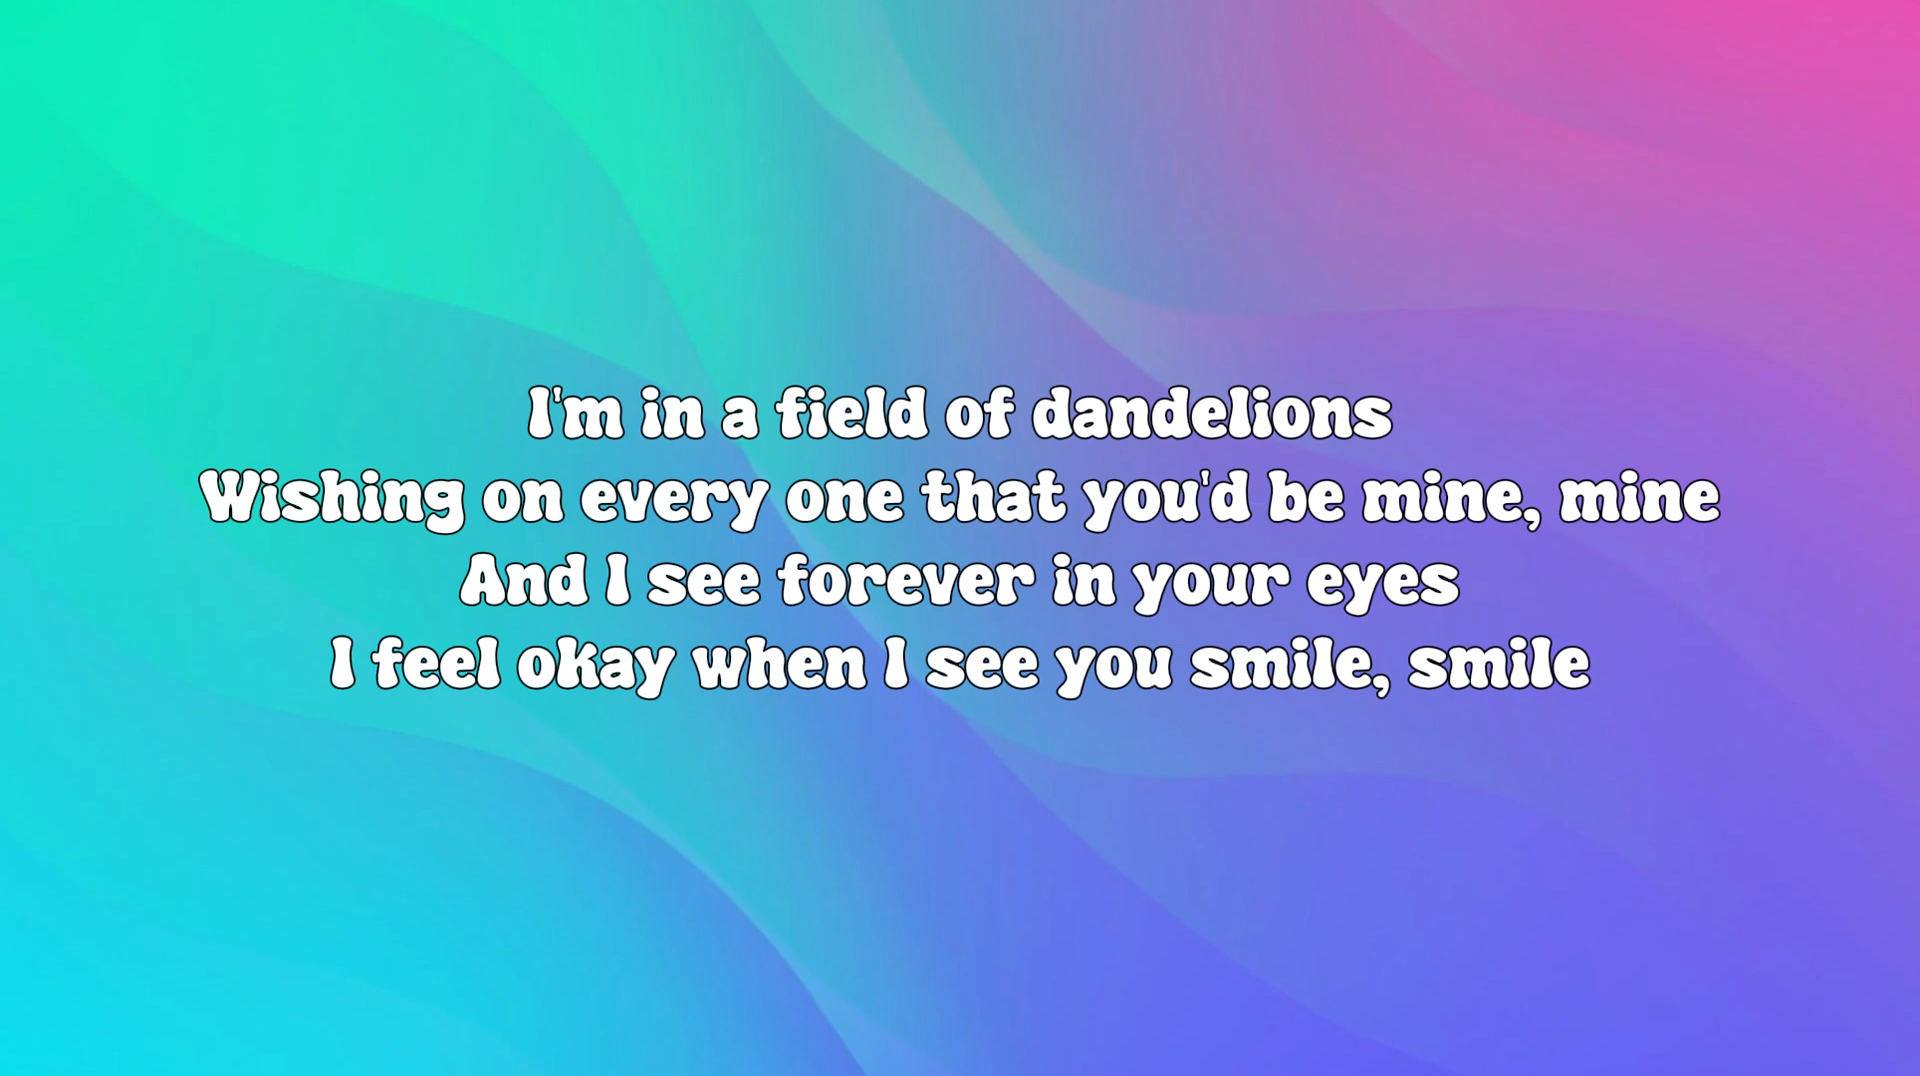 I'm in a field of dandelions
Wishing on every one that you'd be mine, mine
And I see forever in your eyes
I feel okay when I see you smile, smile